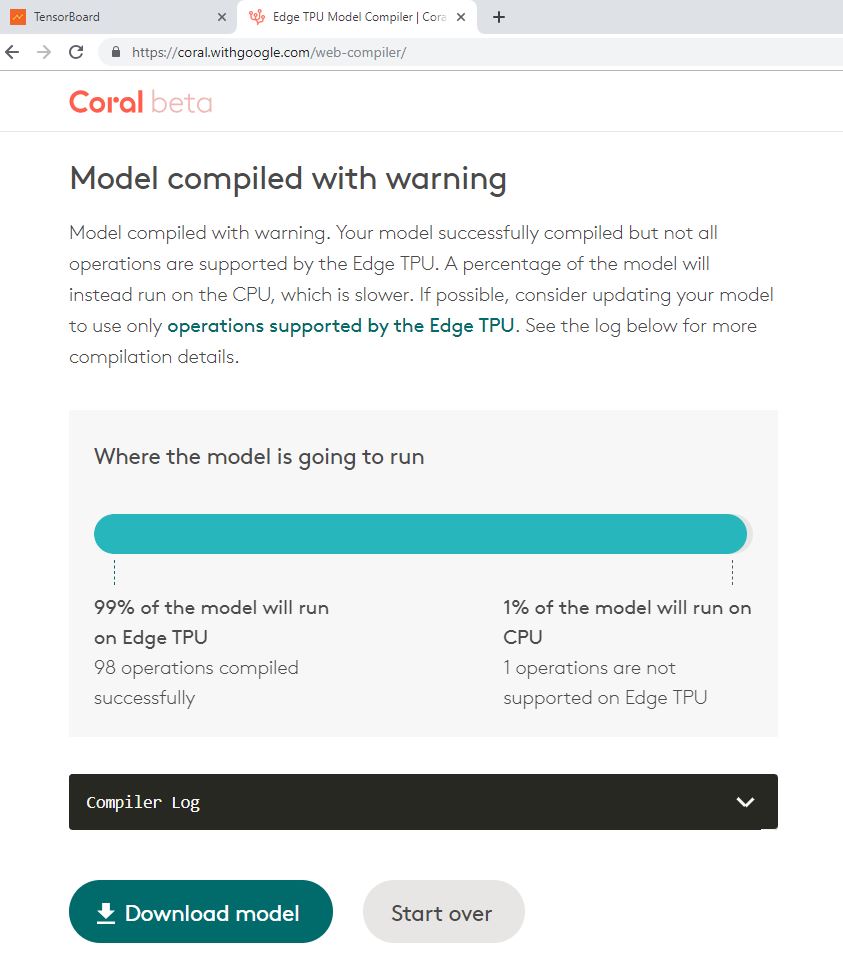 TensorBoard
Edge TPU Model Compiler | Cora
https://coral.withgoogle.com/web-compiler/
Coral beta
Model compiled with warning
Model compiled with warning. Your model successfully compiled but not all
operations are supported by the Edge TPU. A percentage of the model will
instead run on the CPU, which is slower. If possible, consider updating your model
to use only operations supported by the Edge TPU. See the log below for more
compilation details.
Where the model is going to run
99% of the model will run
on Edge TPU
98 operations compiled
successfully
1% of the model will run on
CPU
1 operations are not
supported on Edge TPU
Compiler Log
Download model
Start over